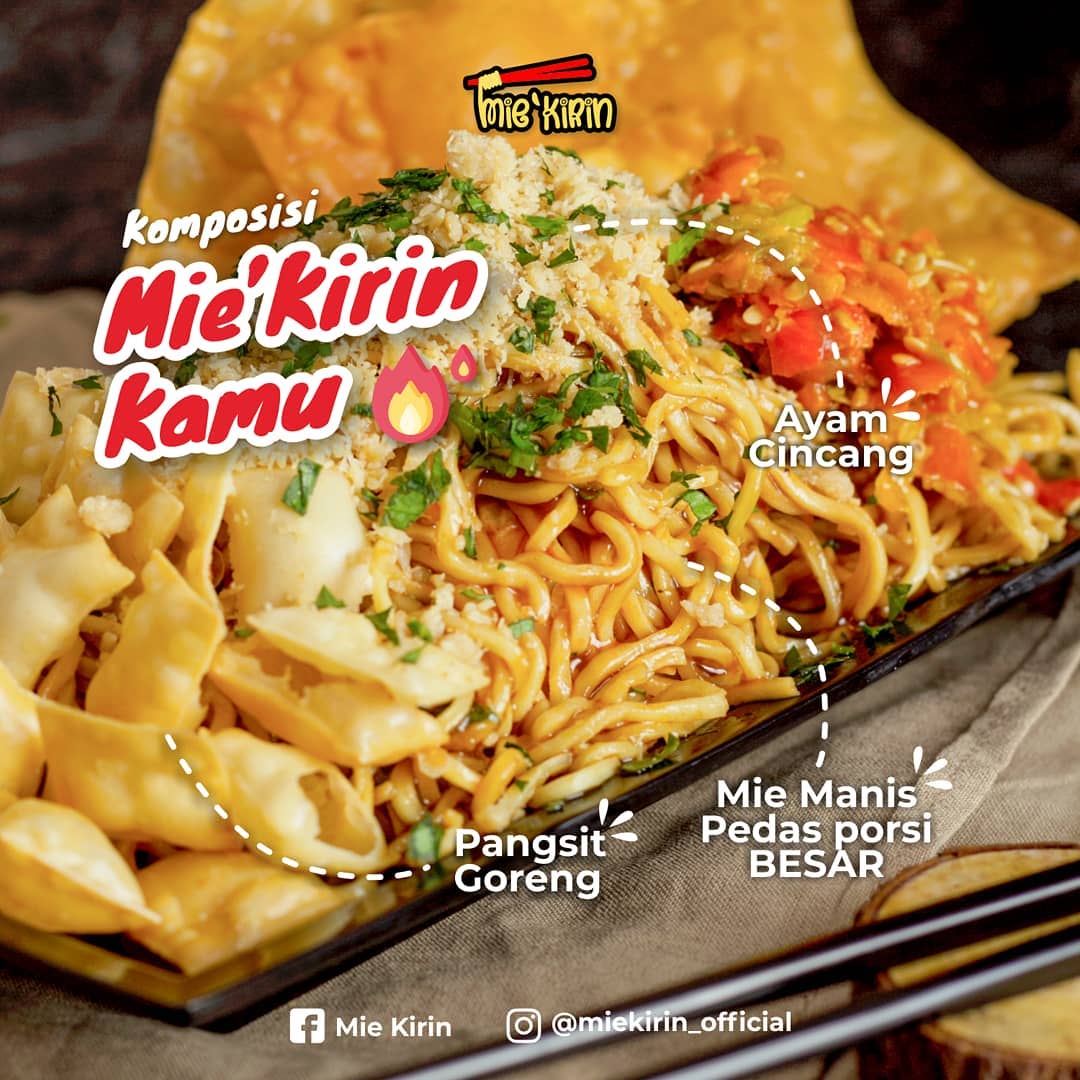 Mie'Kirin
Komposisi
Mie'Kirin
Kamu
Ayam
Cincang
Mie Manis
Pedas porsi
BESAR
Pangsit
Goreng
Mie Kirin
@miekirin_official